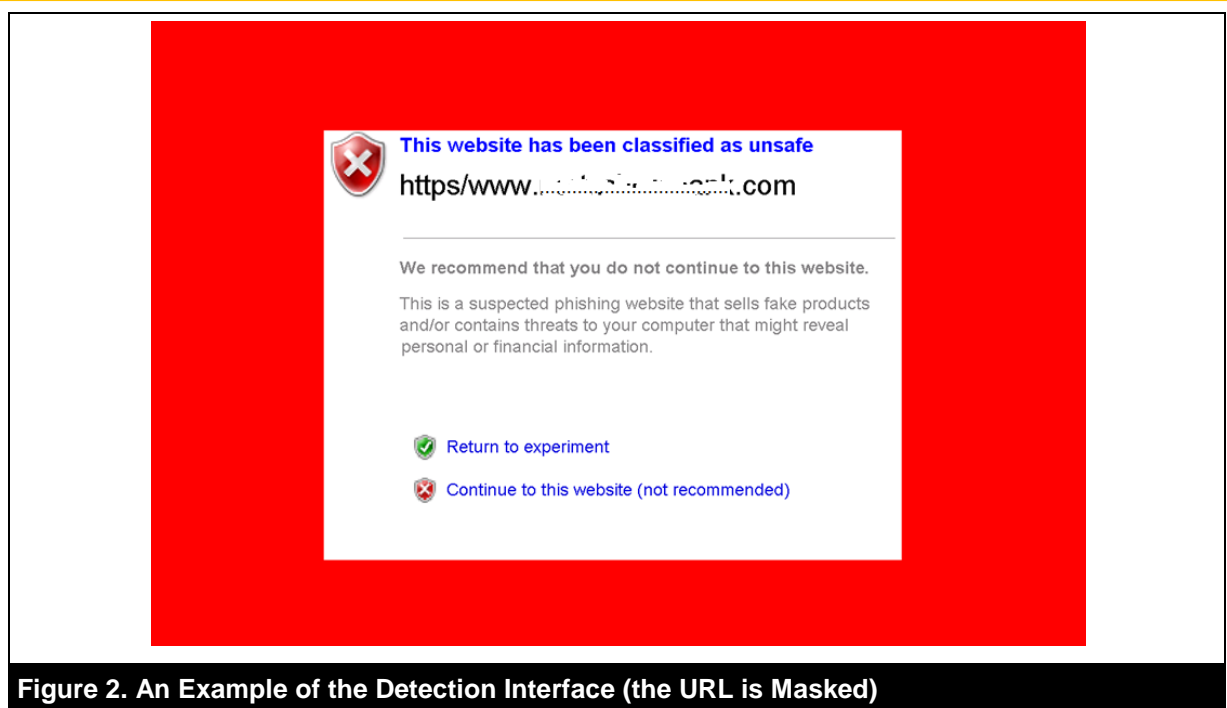 This website has been classified as unsafe
https/www. .com
We recommend that you do not continue to this website.
This is a suspected phishing website that sells fake products
and/or contains threats to your computer that might reveal
personal or financial information.
Return to experiment
Continue to this website (not recommended)
Figure 2. An Example of the Detection Interface (the URL is Masked)